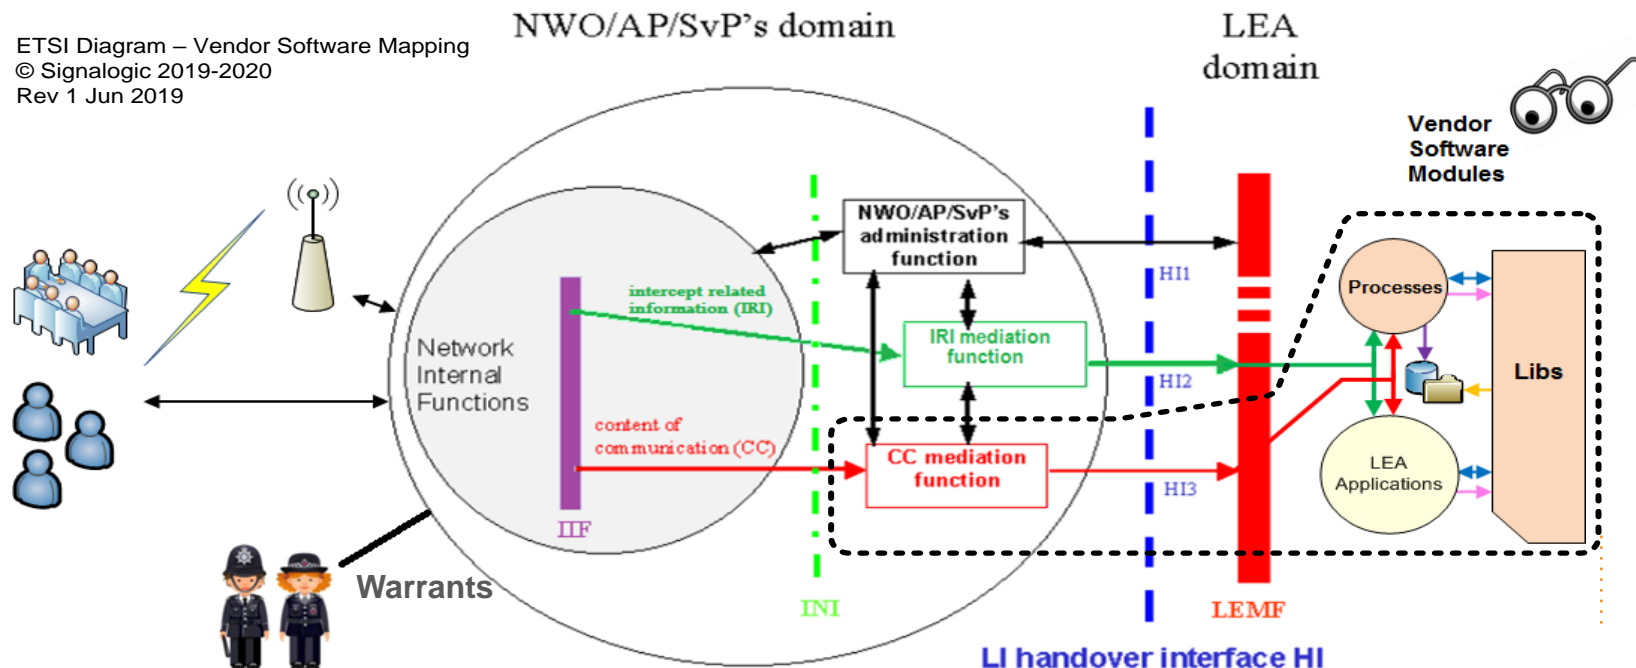 NWO/AP/SvP's domain
LEA
domain
ETSI Diagram – Vendor Software Mapping
© Signalogic 2019-2020
Rev 1 Jun 2019
Vendor
Software
Modules
NWO/AP/SvP's
administration
function
HI1
intercept related
information (IRI)
Processes
Network
Internal
Functions
IRI mediation
function
HI2
Libs
content of
communication (CC)
CC mediation
function
HI3
LEA
Applications
IIF
Warrants
INI
LEMF
LI handover interface HI